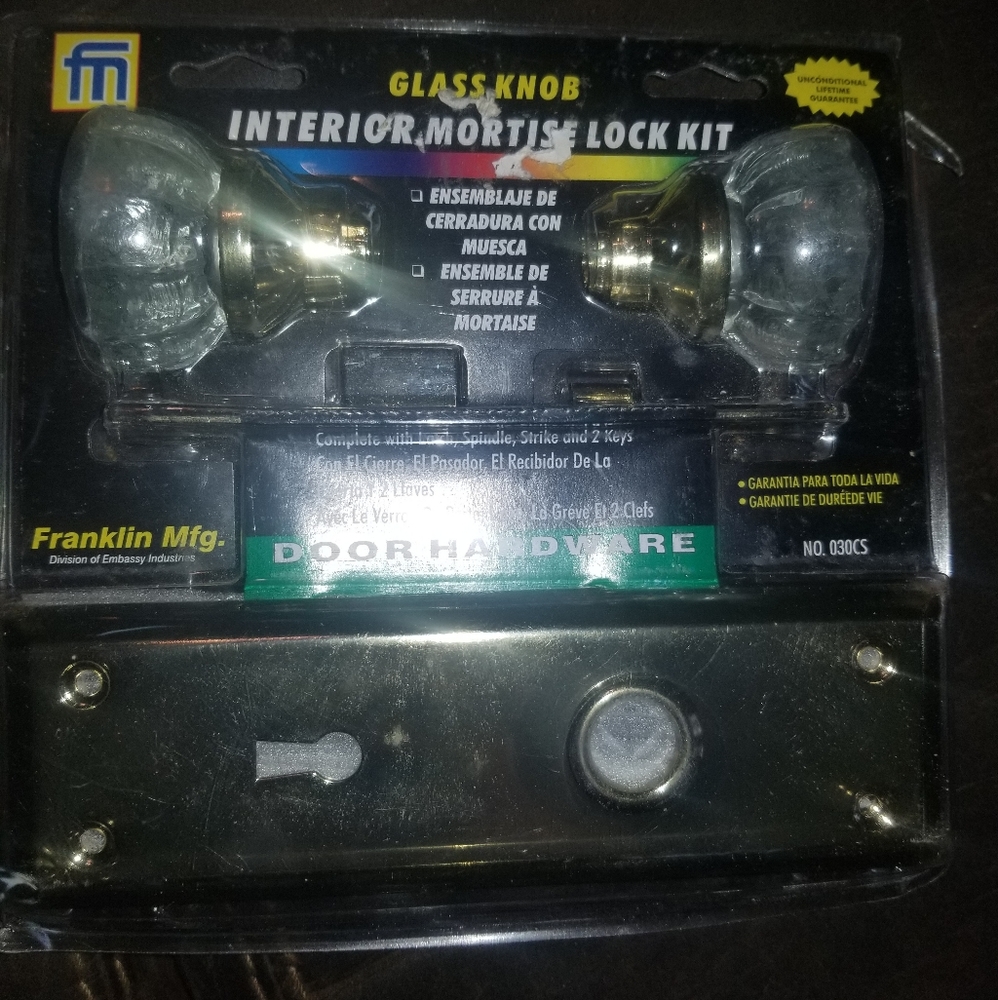 fm
GLASS KNOB
INTERIOR MORTISE LOCK KIT
UNCONDITIONAL
LIFETIME
GUARANTEE
ENSEMBLAJE DE
CERRADURA CON
MUESCA
ENSEMBLE DE
SERRURE À
MORTAISE
Complete with Lock, Spindle, Strike and 2 Keys
Con El Cierre, El Pasador, El Recibidor De La
2 Llaves
Avec Le Verrou La Grève Et 2 Clefs
• GARANTIA PARA TODA LA VIDA
• GARANTIE DE DURÉEDE VIE
Franklin Mfg.
Division of Embassy Industries
DOOR HARDWARE
NO. 030CS